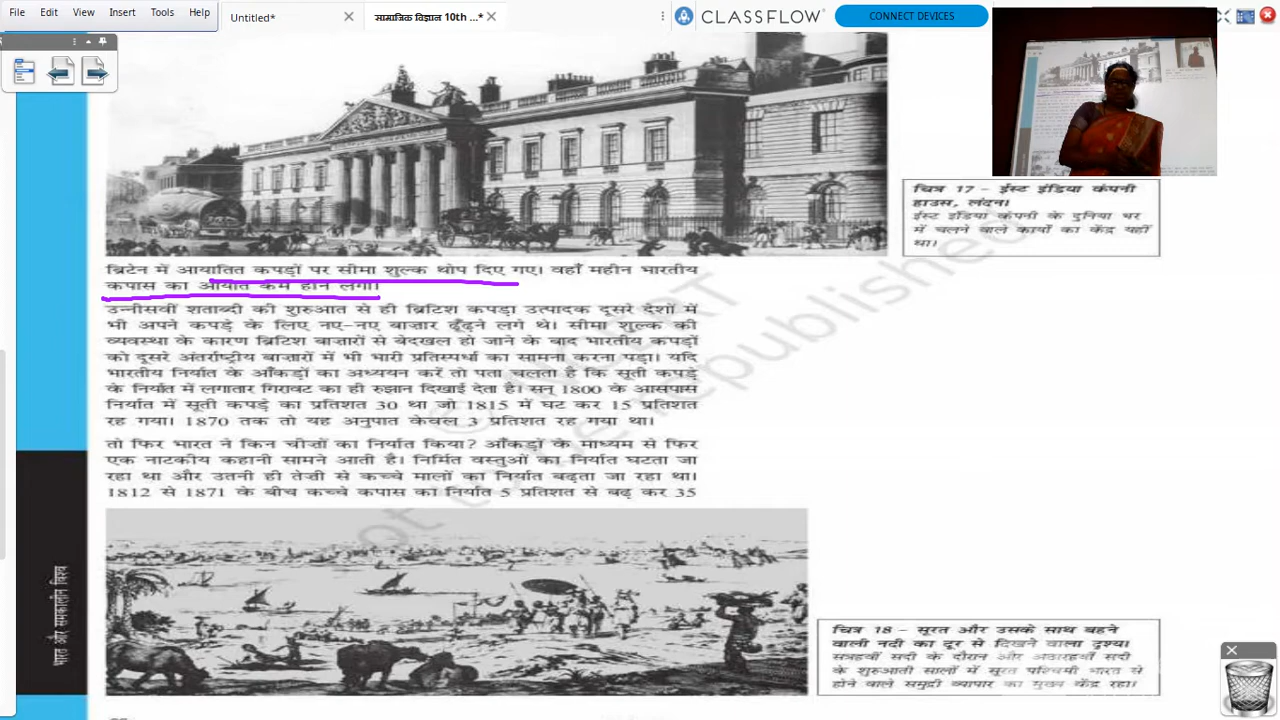 File Edit View Insert Tools Help
Untitled*
सामाजिक विज्ञान 10th ...*
CLASSFLOW
CONNECT DEVICES
चित्र 17 – ईस्ट इंडिया कंपनी
हाउस, लंदन।
ईस्ट इंडिया कंपनी के दुनिया भर
में चलने वाले कार्यों का केंद्र यहीं
था।
ब्रिटेन में आयातित कपड़ों पर सीमा शुल्क थोप दिए गए। वहाँ महीन भारतीय
कपास का आयात कम होने लगा।
उन्नीसवीं शताब्दी की शुरुआत से ही ब्रिटिश कपड़ा उत्पादक दूसरे देशों में
भी अपने कपड़े के लिए नए-नए बाज़ार ढूँढ़ने लगे थे। सीमा शुल्क की
व्यवस्था के कारण ब्रिटिश बाज़ारों से बेदखल हो जाने के बाद भारतीय कपड़ों
को दूसरे अंतर्राष्ट्रीय बाज़ारों में भी भारी प्रतिस्पर्धा का सामना करना पड़ा। यदि
भारतीय निर्यात के आँकड़ों का अध्ययन करें तो पता चलता है कि सूती कपड़े
के निर्यात में लगातार गिरावट का ही रुझान दिखाई देता है। सन् 1800 के आसपास
निर्यात में सूती कपड़े का प्रतिशत 30 था जो 1815 में घट कर 15 प्रतिशत
रह गया। 1870 तक तो यह अनुपात केवल 3 प्रतिशत रह गया था।
तो फिर भारत ने किन चीज़ों का निर्यात किया? आँकड़ों के माध्यम से फिर
एक नाटकीय कहानी सामने आती है। निर्मित वस्तुओं का निर्यात घटता जा
रहा था और उतनी ही तेज़ी से कच्चे मालों का निर्यात बढ़ता जा रहा था।
1812 से 1871 के बीच कच्चे कपास का निर्यात 5 प्रतिशत से बढ़ कर 35
चित्र 18 – सूरत और उसके साथ बहने
वाली नदी का दूर से दिखने वाला दृश्य।
सत्रहवीं सदी के दौरान और अठारहवीं सदी
के शुरुआती सालों में सूरत पश्चिमी भारत से
होने वाले समुद्री व्यापार का मुख्य केंद्र रहा।
भारत और समकालीन विश्व
not republished